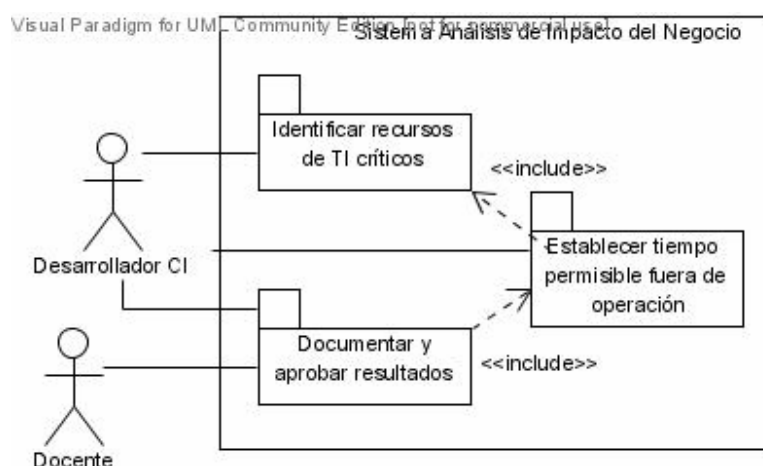 Visual Paradigm for UML Community Edition [not for commercial use]
Sistema Análisis de Impacto del Negocio
Identificar recursos
de TI críticos
<<include>>
Desarrollador CI
Establecer tiempo
permisible fuera de
operación
Documentar y
aprobar resultados
<<include>>
Docente